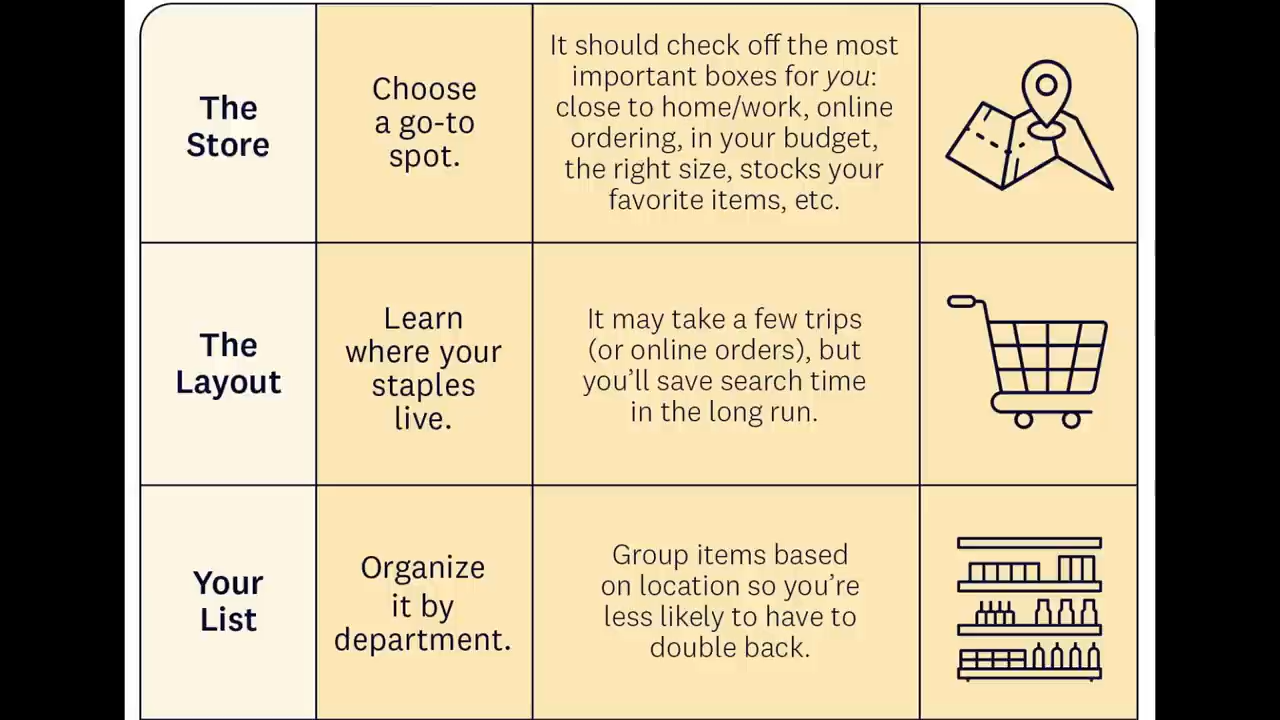 The
Store
Choose
a go-to
spot.
It should check off the most
important boxes for you:
close to home/work, online
ordering, in your budget,
the right size, stocks your
favorite items, etc.
The
Layout
Learn
where your
staples
live.
It may take a few trips
(or online orders), but
you’ll save search time
in the long run.
Your
List
Organize
it by
department.
Group items based
on location so you’re
less likely to have to
double back.